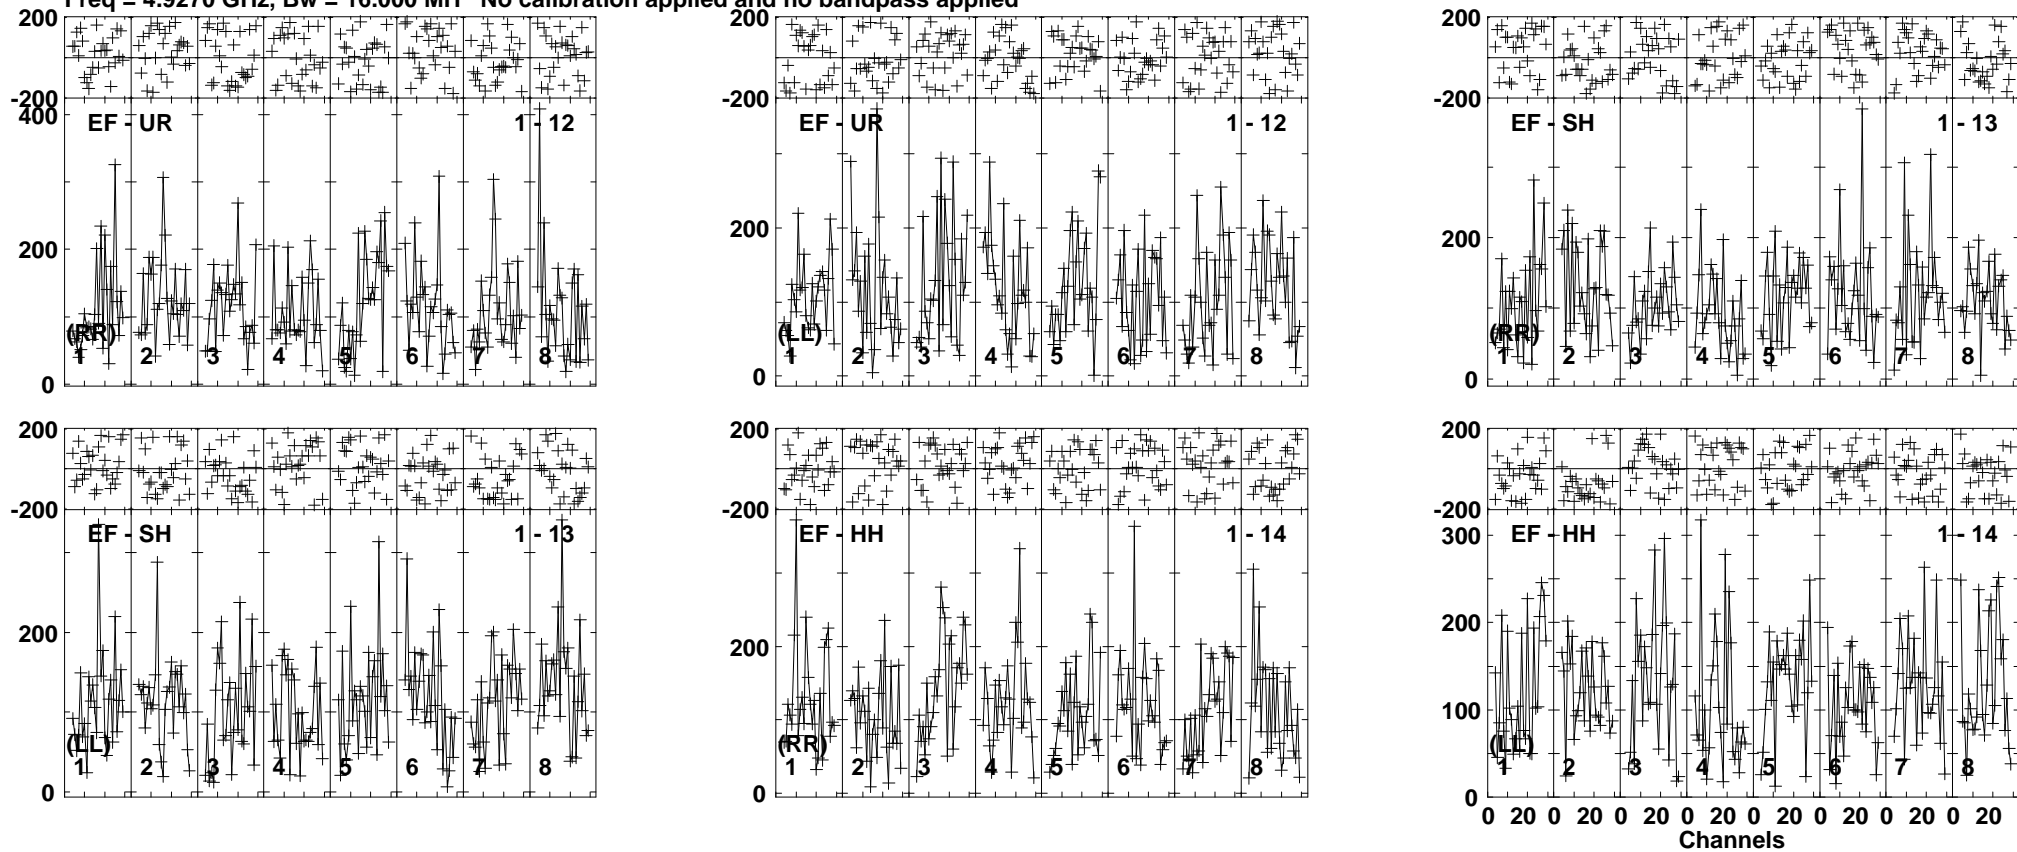 Freq = 4.9270 GHz, Bw = 16.000 MH No calibration applied and no bandpass applied
200
-200
400
200
0
EF - UR
1 - 12
(RR)
1 2 3 4 5 6 7 8
200
-200
200
0
EF - UR
1 - 12
(LL)
1 2 3 4 5 6 7 8
200
-200
200
0
EF - SH
1 - 13
(RR)
1 2 3 4 5 6 7 8
200
-200
200
0
EF - SH
1 - 13
(LL)
1 2 3 4 5 6 7 8
200
-200
200
0
EF - HH
1 - 14
(RR)
1 2 3 4 5 6 7 8
200
-200
300
200
100
0
EF - HH
1 - 14
(LL)
1 2 3 4 5 6 7 8
0 20 0 20 0 20 0 20 0 20 0 20 0 20 0 20
Channels